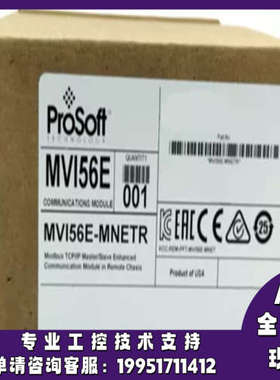 ProSoft
TECHNOLOGY
MVI56E
COMMUNICATIONS MODULE
QUANTITY
001
MVI56E-MNETR
Modbus TCP/IP Master/Slave Enhanced
Communication Module in Remote Chassis
Product of USA
专业工控技术支持
单请咨询客服：19951711412